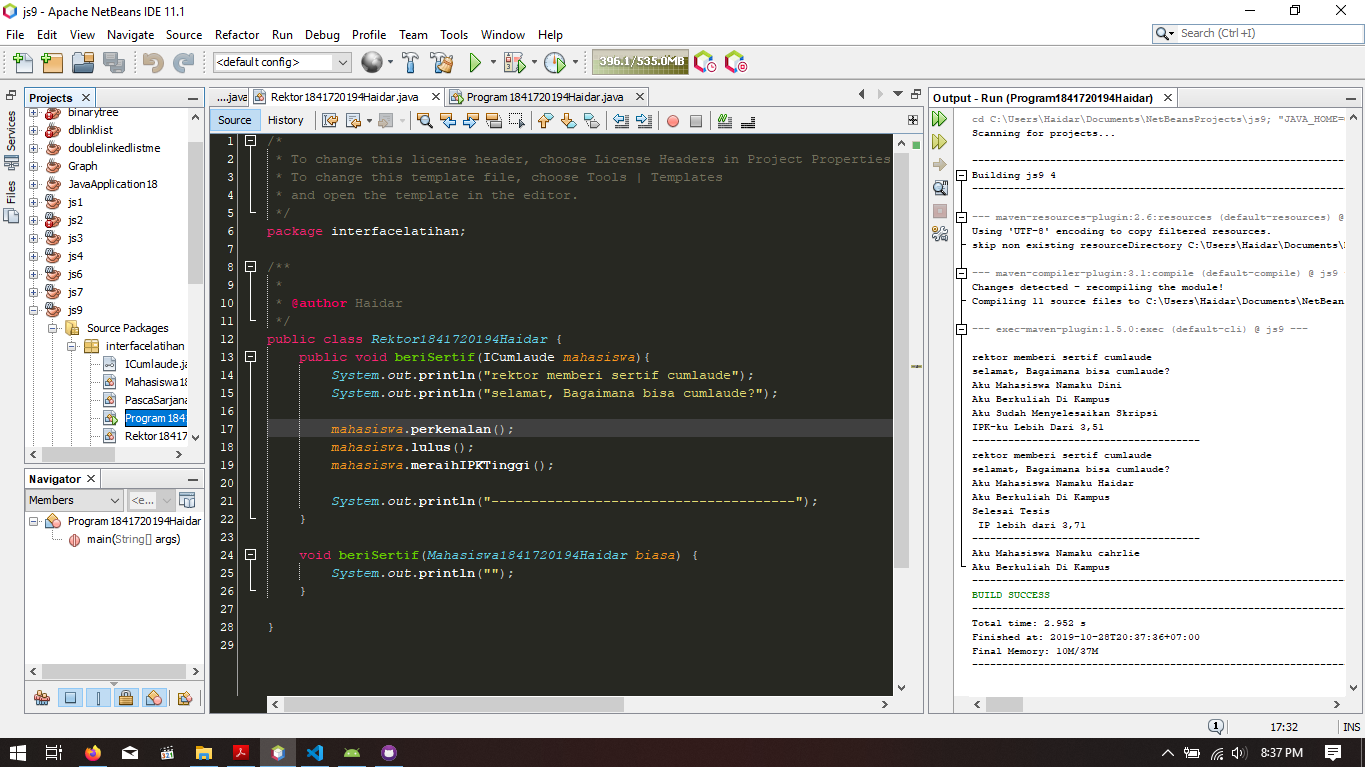 js9 - Apache NetBeans IDE 11.1
File Edit View Navigate Source Refactor Run Debug Profile Team Tools Window Help
Search (Ctrl+I)
<default config>
396.1/535.0MB
Services
Files
Projects
binarytree
dblinklist
doublelinkedlistme
Graph
JavaApplication18
js1
js2
js3
js4
js6
js7
js9
Source Packages
interfacelatihan
ICumlaude.ja
Mahasiswa18
PascaSarjana
Program184
Rektor18417
Navigator
Members
<e...
Program1841720194Haidar
main(String[] args)
....java
Rektor1841720194Haidar.java
Program1841720194Haidar.java
Source History
1 /*
2 * To change this license header, choose License Headers in Project Properties
3 * To change this template file, choose Tools | Templates
4 * and open the template in the editor.
5 */
6 package interfacelatihan;
7
8 /**
9 *
10 * @author Haidar
11 */
12 public class Rektor1841720194Haidar {
13 public void beriSertif(ICumlaude mahasiswa){
14 System.out.println("rektor memberi sertif cumlaude");
15 System.out.println("selamat, Bagaimana bisa cumlaude?");
16
17 mahasiswa.perkenalan();
18 mahasiswa.lulus();
19 mahasiswa.meraihIPKTinggi();
20
21 System.out.println("--------------------------------------");
22 }
23
24 void beriSertif(Mahasiswa1841720194Haidar biasa) {
25 System.out.println("");
26 }
27
28 }
29
Output - Run (Program1841720194Haidar)
cd C:\Users\Haidar\Documents\NetBeansProjects\js9; "JAVA_HOME=
Scanning for projects...
Building js9 4
--- maven-resources-plugin:2.6:resources (default-resources) @
Using 'UTF-8' encoding to copy filtered resources.
skip non existing resourceDirectory C:\Users\Haidar\Documents\
--- maven-compiler-plugin:3.1:compile (default-compile) @ js9
Changes detected - recompiling the module!
Compiling 11 source files to C:\Users\Haidar\Documents\NetBean
--- exec-maven-plugin:1.5.0:exec (default-cli) @ js9 ---
rektor memberi sertif cumlaude
selamat, Bagaimana bisa cumlaude?
Aku Mahasiswa Namaku Dini
Aku Berkuliah Di Kampus
Aku Sudah Menyelesaikan Skripsi
IPK-ku Lebih Dari 3,51
--------------------------------------
rektor memberi sertif cumlaude
selamat, Bagaimana bisa cumlaude?
Aku Mahasiswa Namaku Haidar
Aku Berkuliah Di Kampus
Selesai Tesis
IP lebih dari 3,71
--------------------------------------
Aku Mahasiswa Namaku cahrlie
Aku Berkuliah Di Kampus
BUILD SUCCESS
Total time: 2.952 s
Finished at: 2019-10-28T20:37:36+07:00
Final Memory: 10M/37M
1
17:32
INS
8:37 PM